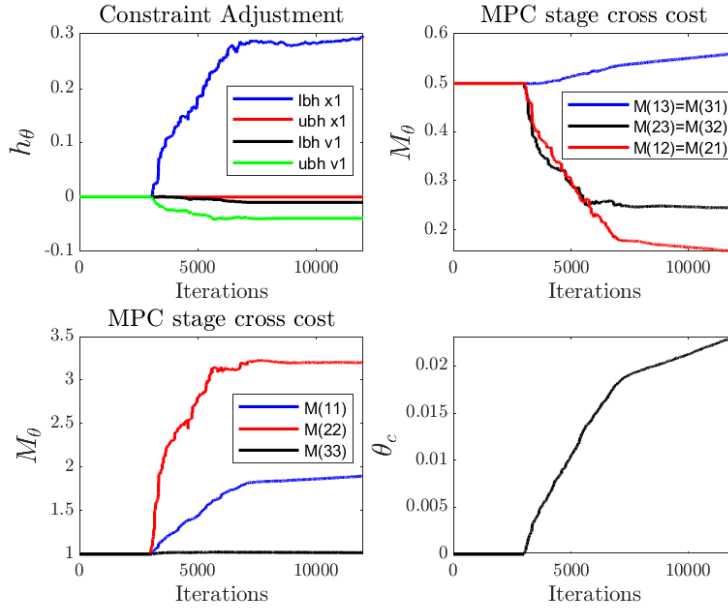 Constraint Adjustment
0.3
0.2
0.1
0
-0.1
h_θ
lbh x1
ubh x1
lbh v1
ubh v1
0 5000 10000
Iterations
MPC stage cross cost
0.6
0.5
0.4
0.3
0.2
M_θ
M(13)=M(31)
M(23)=M(32)
M(12)=M(21)
0 5000 10000
Iterations
MPC stage cross cost
3.5
3
2.5
2
1.5
1
M_θ
M(11)
M(22)
M(33)
0 5000 10000
Iterations
0.02
0.015
0.01
0.005
0
θ_c
0 5000 10000
Iterations